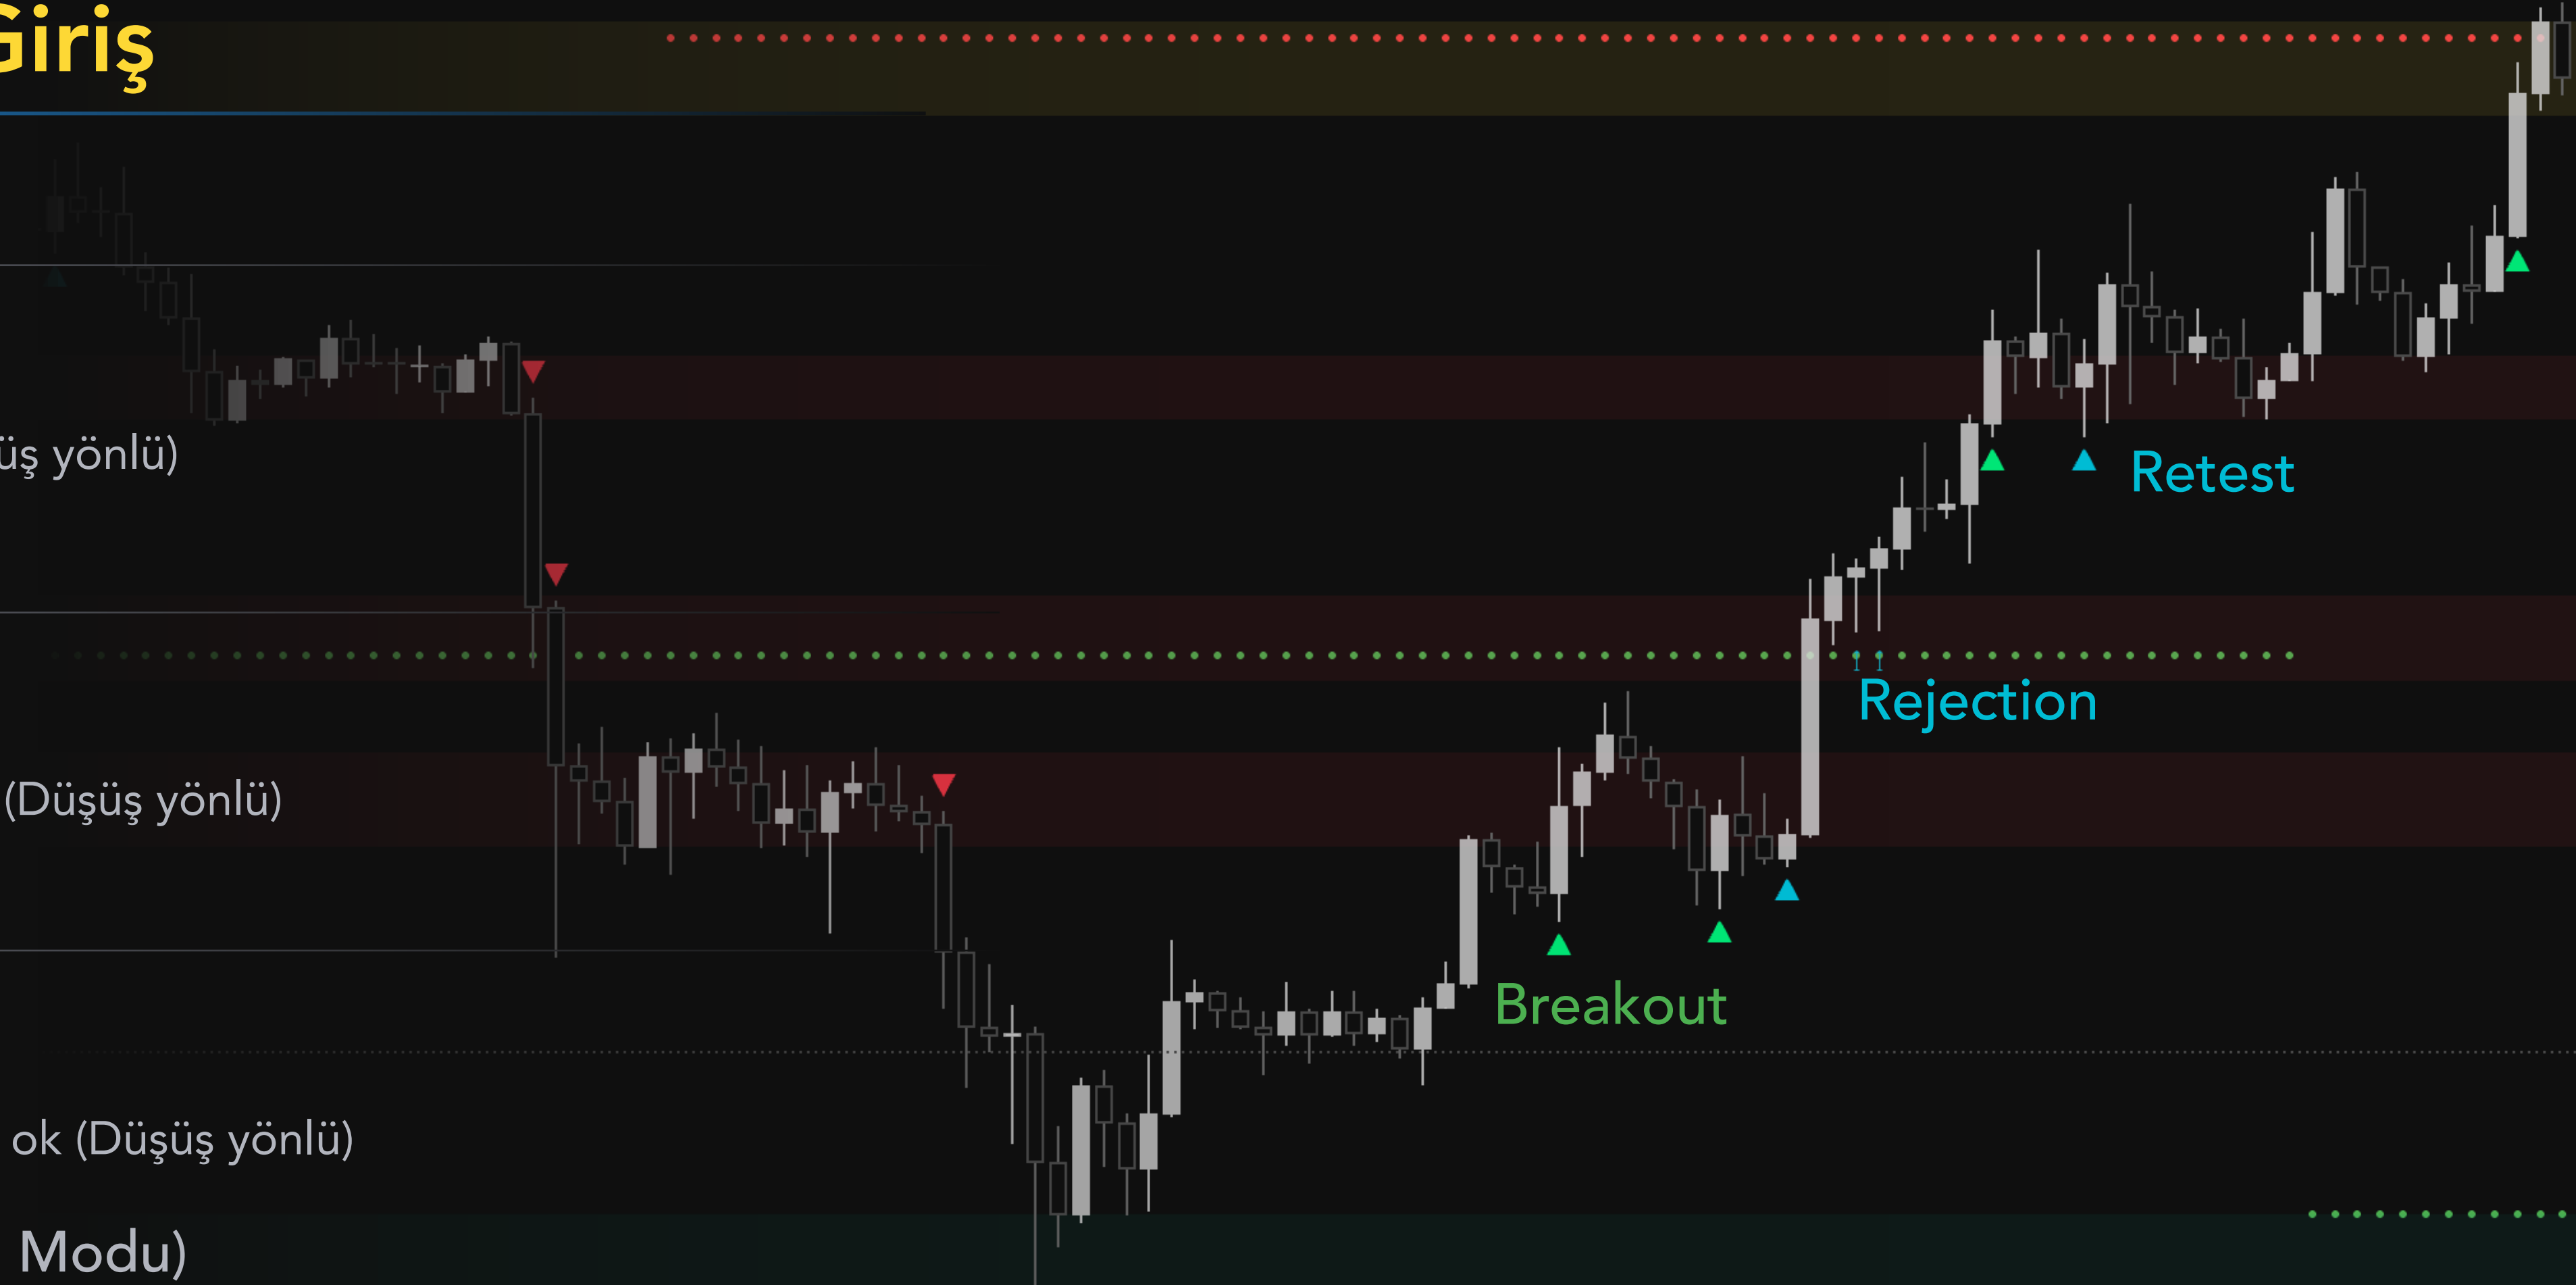 Giriş
üş yönlü)
Retest
Rejection
(Düşüş yönlü)
Breakout
ok (Düşüş yönlü)
Modu)